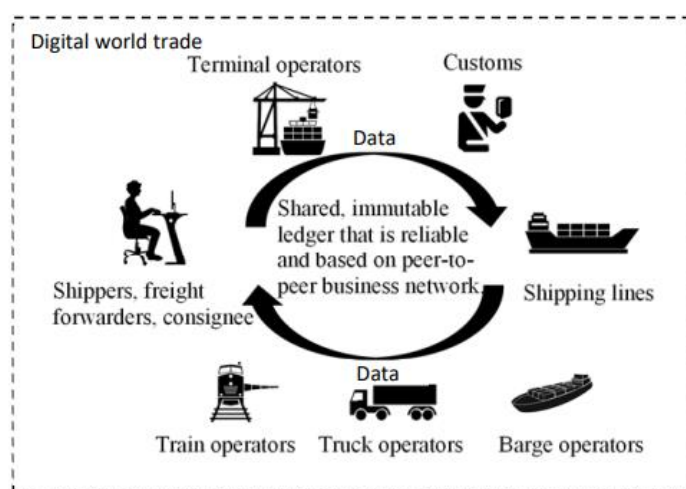 Digital world trade
Terminal operators
Customs
Data
Shared, immutable
ledger that is reliable
and based on peer-to-
peer business network.
Shippers, freight
forwarders, consignee
Shipping lines
Data
Train operators
Truck operators
Barge operators